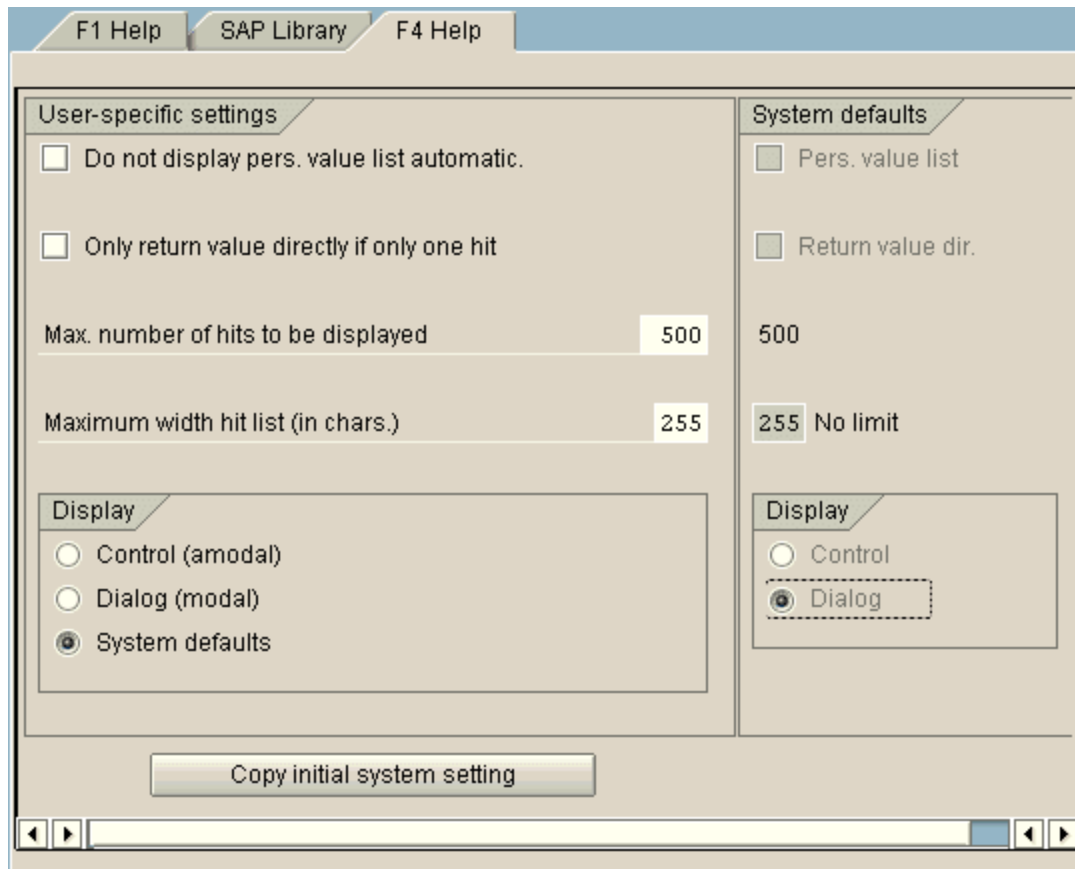 F1 Help SAP Library F4 Help
User-specific settings System defaults
Do not display pers. value list automatic. Pers. value list
Only return value directly if only one hit Return value dir.
Max. number of hits to be displayed 500 500
Maximum width hit list (in chars.) 255 255 No limit
Display Display
Control (amodal) Control
Dialog (modal) Dialog
System defaults
Copy initial system setting